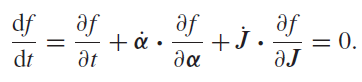 df/dt = ∂f/∂t + α̇ · ∂f/∂α + J̇ · ∂f/∂J = 0.